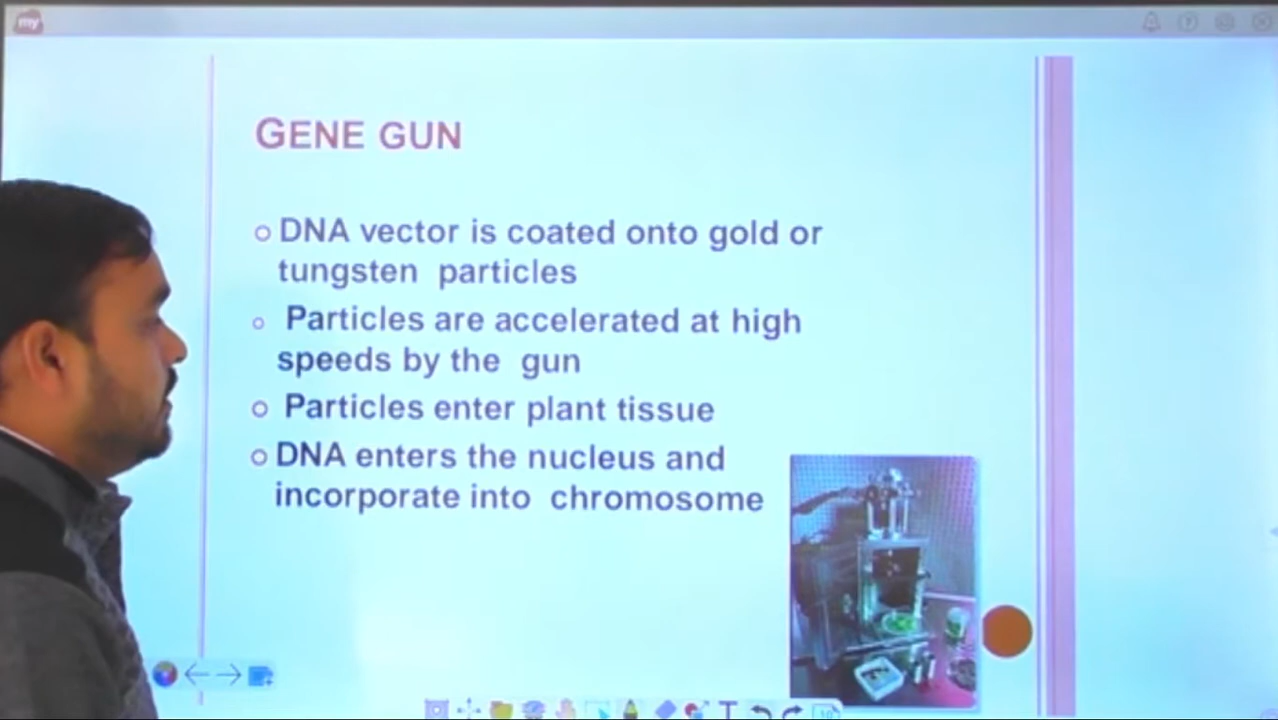 my
GENE GUN
DNA vector is coated onto gold or
tungsten particles
Particles are accelerated at high
speeds by the gun
Particles enter plant tissue
DNA enters the nucleus and
incorporate into chromosome